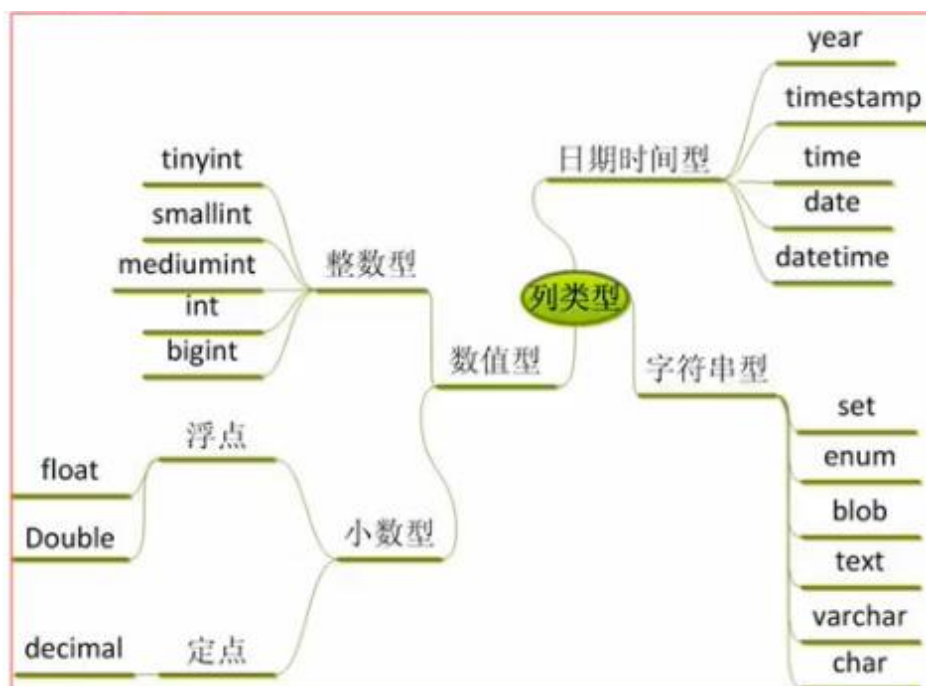 列类型
日期时间型
year
timestamp
time
date
datetime
数值型
整数型
tinyint
smallint
mediumint
int
bigint
小数型
浮点
float
Double
定点
decimal
字符串型
set
enum
blob
text
varchar
char